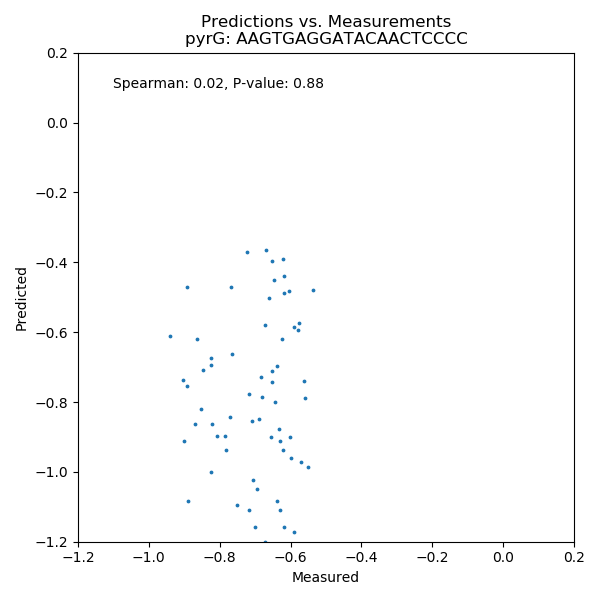 Predictions vs. Measurements
pyrG: AAGTGAGGATACAACTCCCC
Spearman: 0.02, P-value: 0.88
0.2
0.0
−0.2
−0.4
−0.6
−0.8
−1.0
−1.2
Predicted
−1.2 −1.0 −0.8 −0.6 −0.4 −0.2 0.0 0.2
Measured